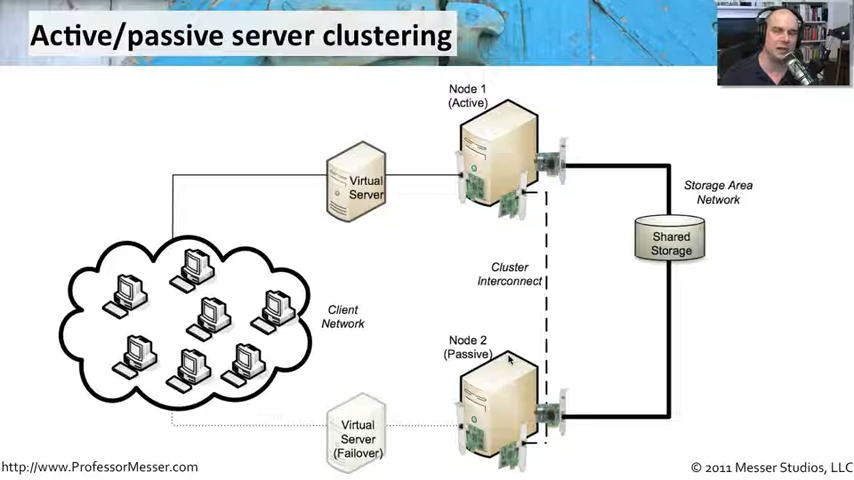 Active/passive server clustering
Node 1
(Active)
Virtual
Server
Storage Area
Network
Shared
Storage
Cluster
Interconnect
Client
Network
Node 2
(Passive)
Virtual
Server
(Failover)
http://www.ProfessorMesser.com
© 2011 Messer Studios, LLC